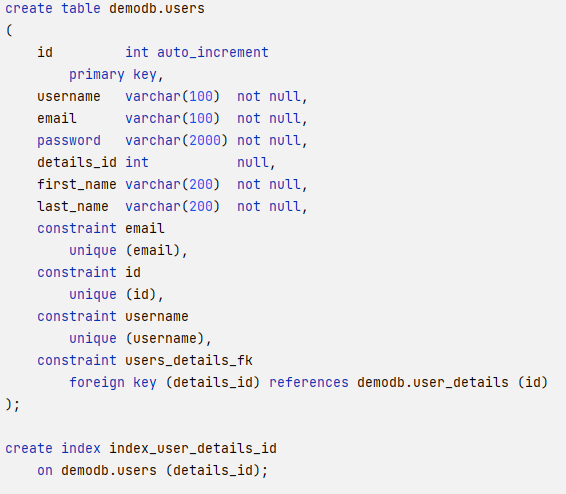 create table demodb.users
(
    id         int auto_increment
        primary key,
    username   varchar(100)  not null,
    email      varchar(100)  not null,
    password   varchar(2000) not null,
    details_id int           null,
    first_name varchar(200)  not null,
    last_name  varchar(200)  not null,
    constraint email
        unique (email),
    constraint id
        unique (id),
    constraint username
        unique (username),
    constraint users_details_fk
        foreign key (details_id) references demodb.user_details (id)
);

create index index_user_details_id
    on demodb.users (details_id);